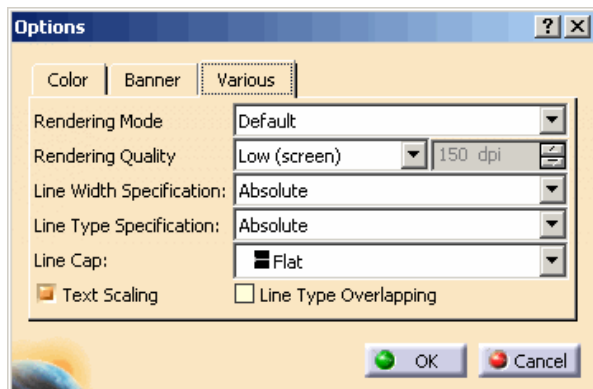 Options
Color Banner Various
Rendering Mode Default
Rendering Quality Low (screen) 150 dpi
Line Width Specification: Absolute
Line Type Specification: Absolute
Line Cap: Flat
Text Scaling Line Type Overlapping
OK Cancel